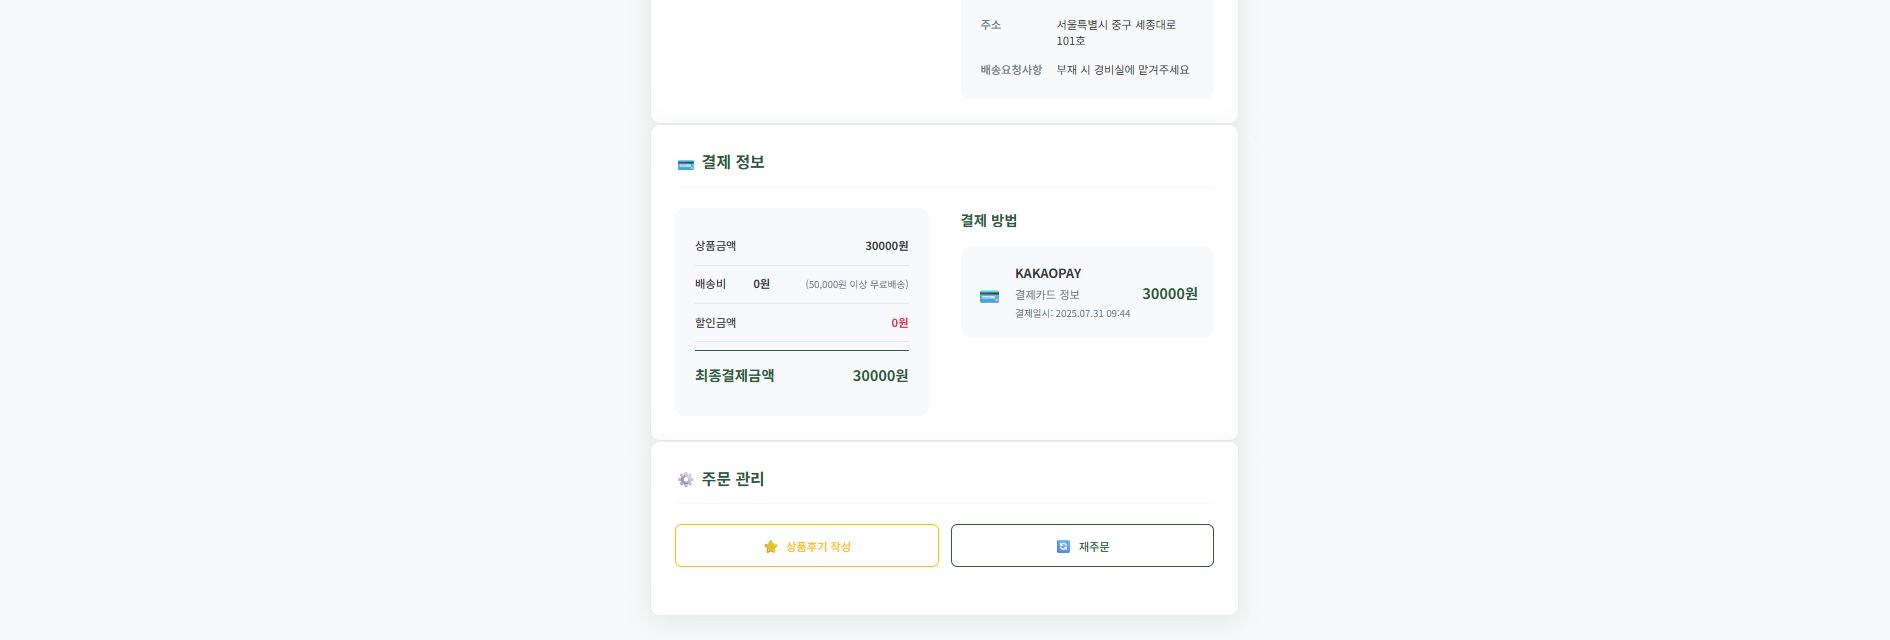 주소 서울특별시 중구 세종대로
101호
배송요청사항 부재 시 경비실에 맡겨주세요
결제 정보
상품금액 30000원
배송비 0원 (50,000원 이상 무료배송)
할인금액 0원
최종결제금액 30000원
결제 방법
KAKAOPAY
결제카드 정보
결제일시: 2025.07.31 09:44
30000원
주문 관리
상품후기 작성
재주문